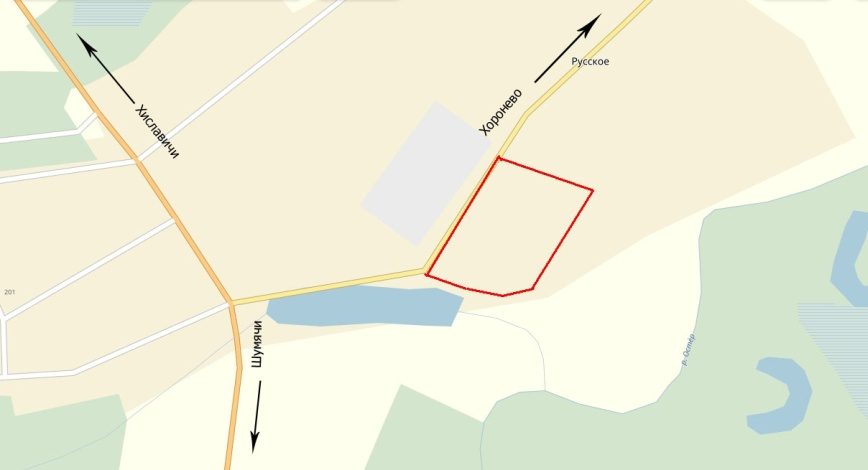 Русское
Хоронево
Хиславичи
201
Шумячи
р. Остёр